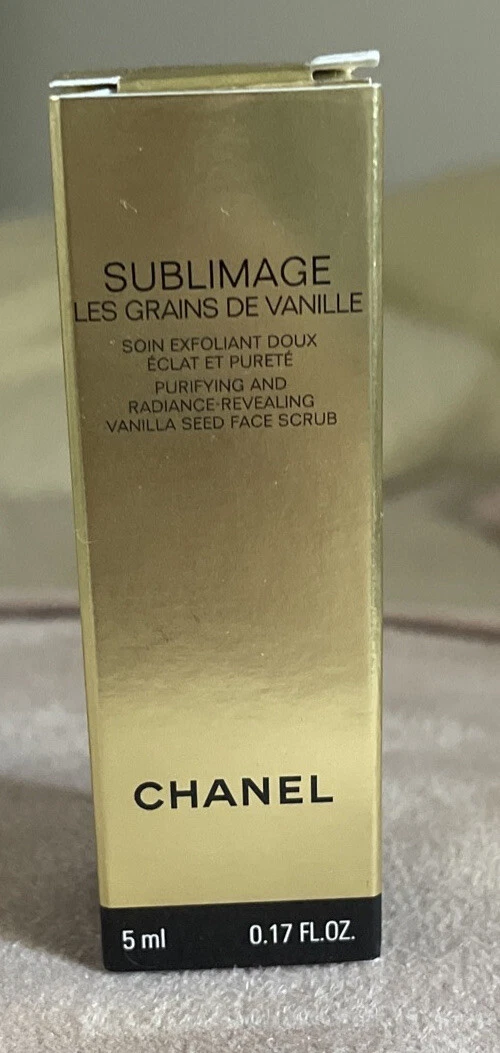 SUBLIMAGE
LES GRAINS DE VANILLE
SOIN EXFOLIANT DOUX
ÉCLAT ET PURETÉ
PURIFYING AND
RADIANCE-REVEALING
VANILLA SEED FACE SCRUB
CHANEL
5 ml 0.17 FL.OZ.